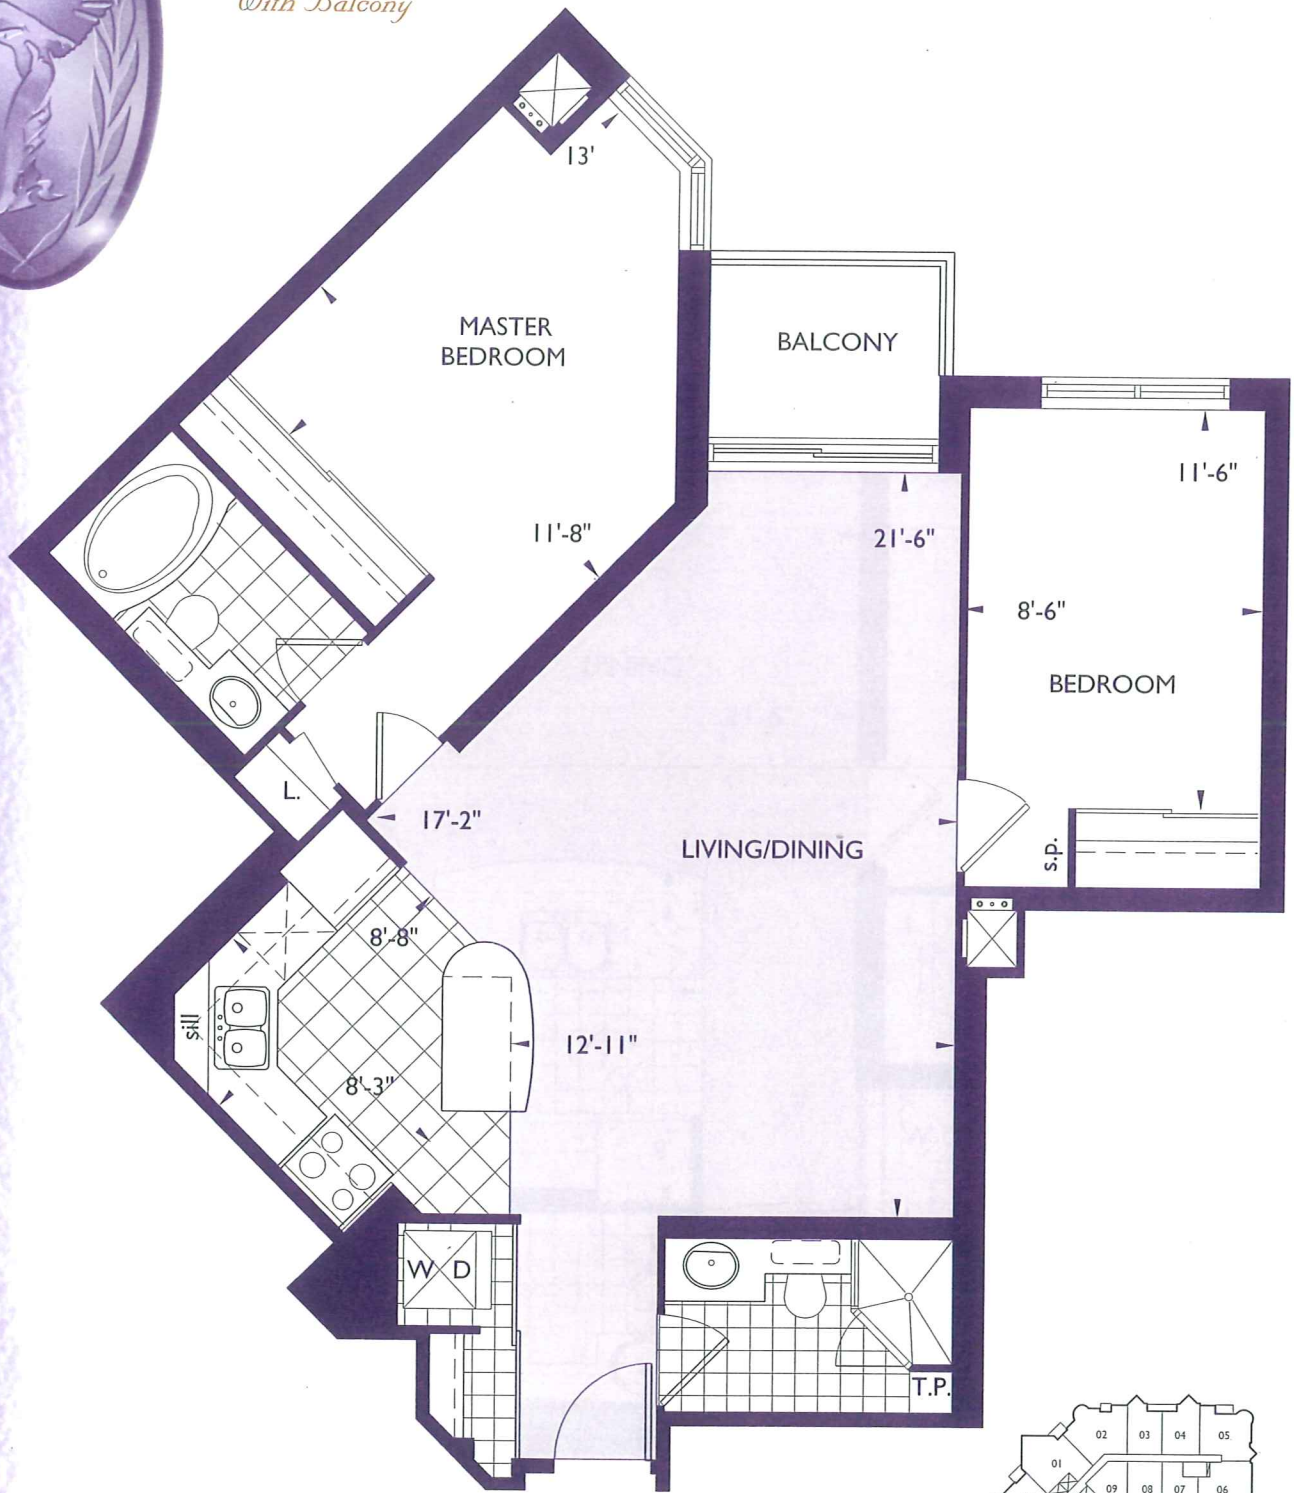 With Balcony
13'
MASTER
BEDROOM
BALCONY
11'-6"
11'-8"
21'-6"
8'-6"
BEDROOM
L.
17'-2"
LIVING/DINING
s.p.
8'-8"
sill
12'-11"
8'-3"
W D
T.P.
02 03 04 05
01
09 08 07 06